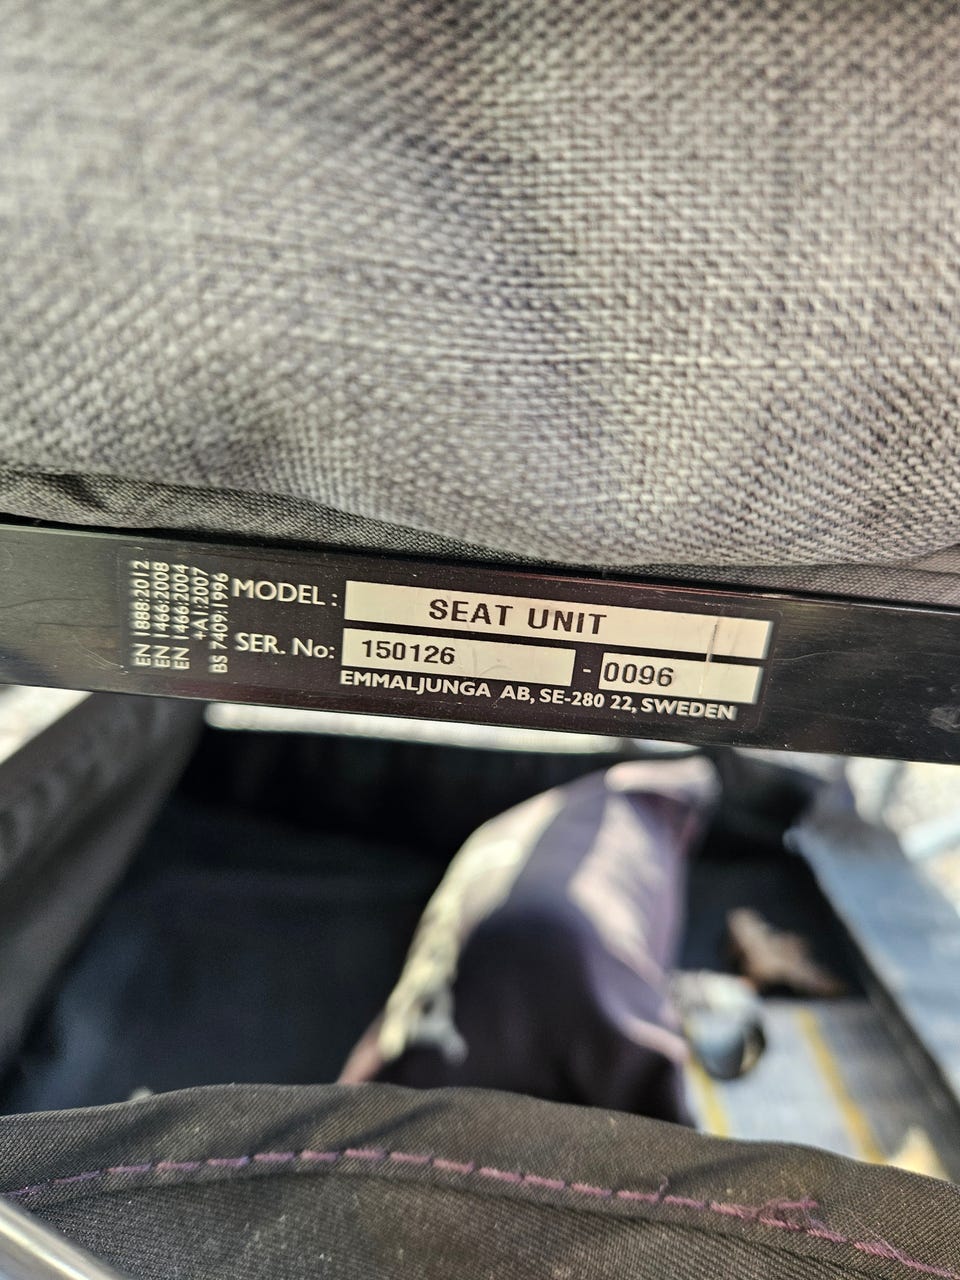 EN 1888:2012
EN 1466:2008
EN 1466:2004
+A1:2007
BS 7409:1996
MODEL : SEAT UNIT
SER. No: 150126 - 0096
EMMALJUNGA AB, SE-280 22, SWEDEN